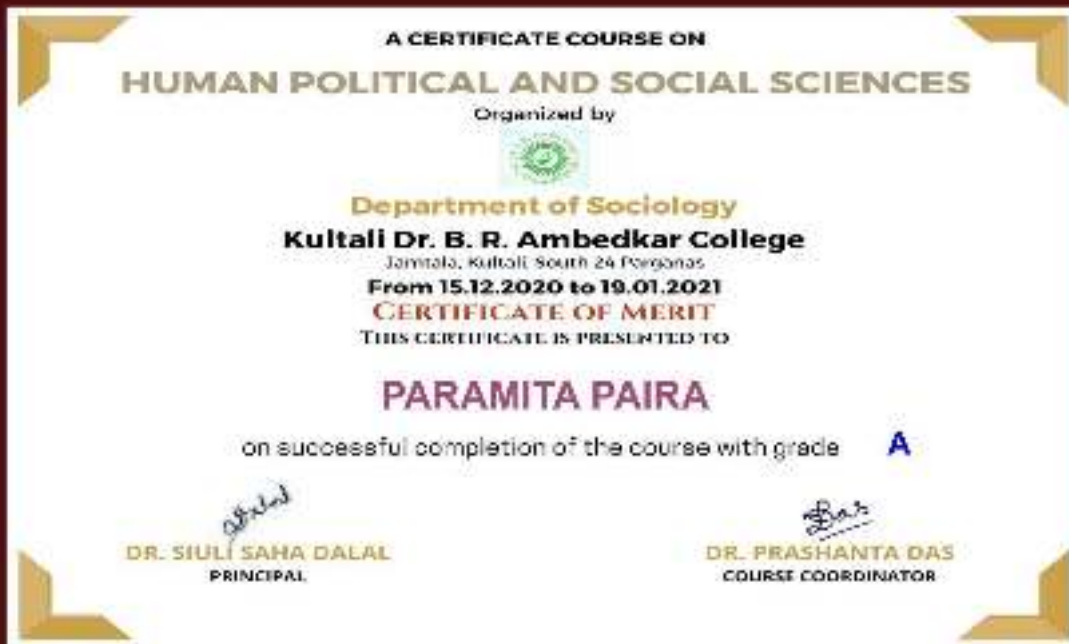 A CERTIFICATE COURSE ON
HUMAN POLITICAL AND SOCIAL SCIENCES
Organized by
Department of Sociology
Kultali Dr. B. R. Ambedkar College
Jamtala, Kultali, South 24 Parganas
From 15.12.2020 to 19.01.2021
CERTIFICATE OF MERIT
THIS CERTIFICATE IS PRESENTED TO
PARAMITA PAIRA
on successful completion of the course with grade A
Das
DR. SIULI SAHA DALAL
DR. PRASHANTA DAS
PRINCIPAL
COURSE COORDINATOR